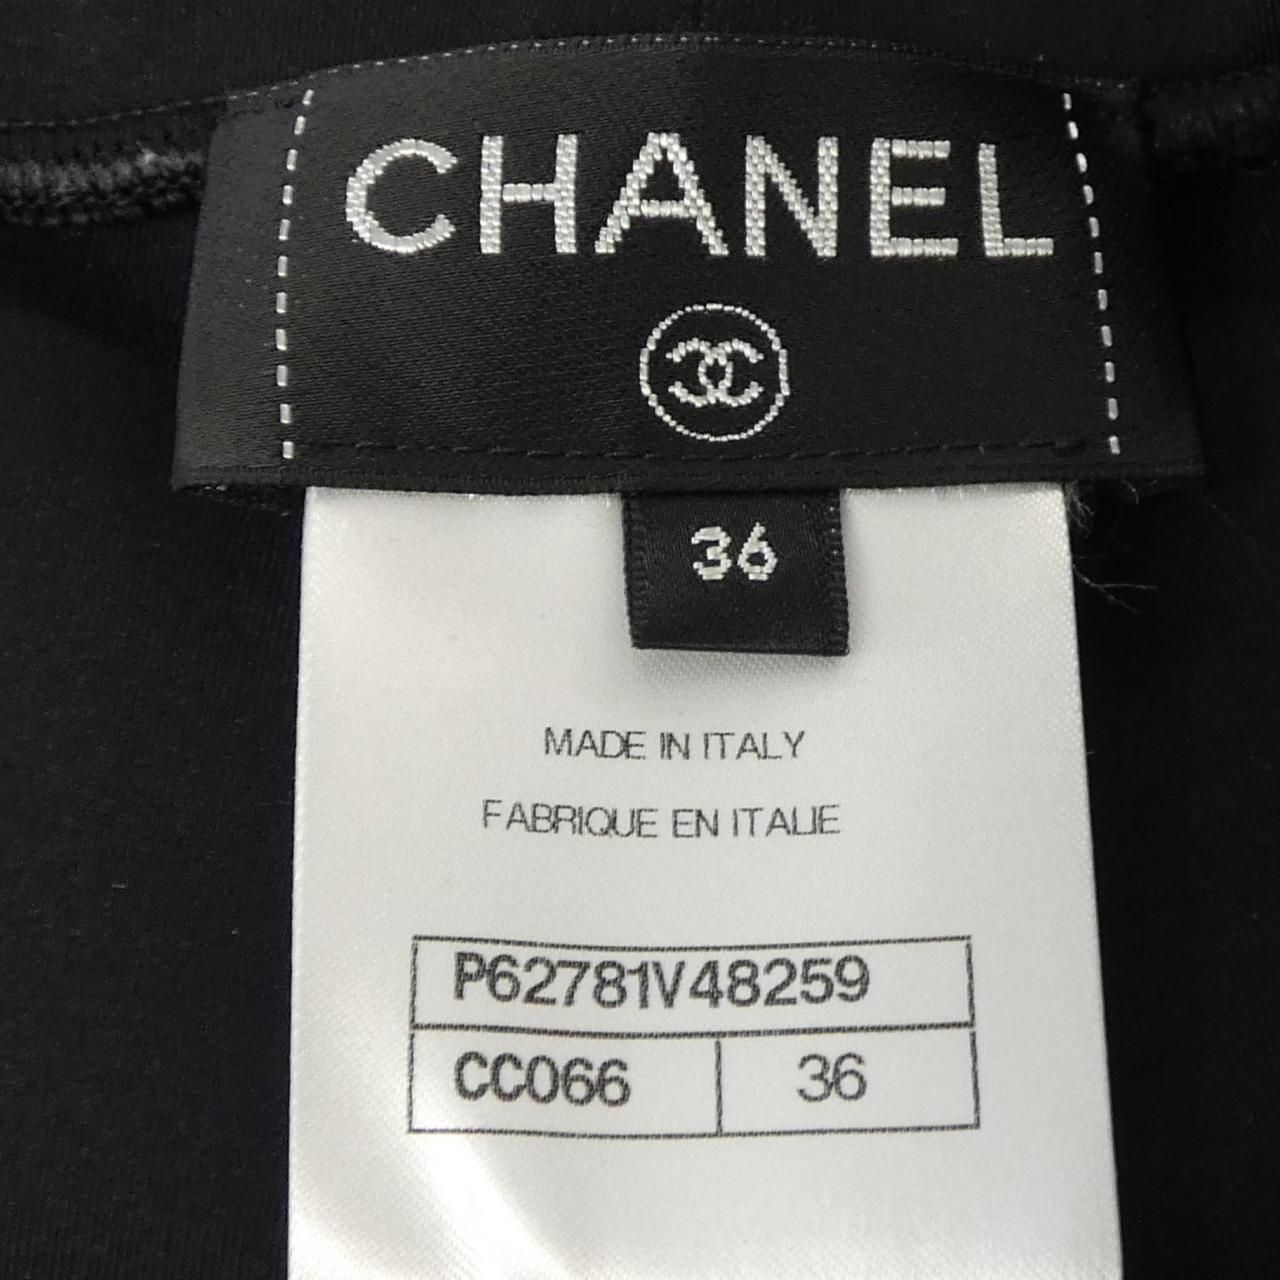 CHANEL
36
MADE IN ITALY
FABRIQUE EN ITALIE
P62781V48259
CC066 36